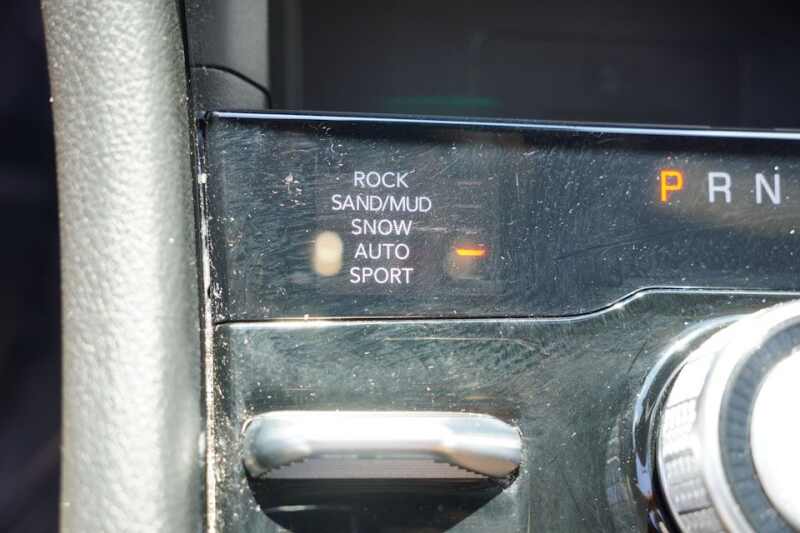 ROCK
SAND/MUD
SNOW
AUTO
SPORT
P R N